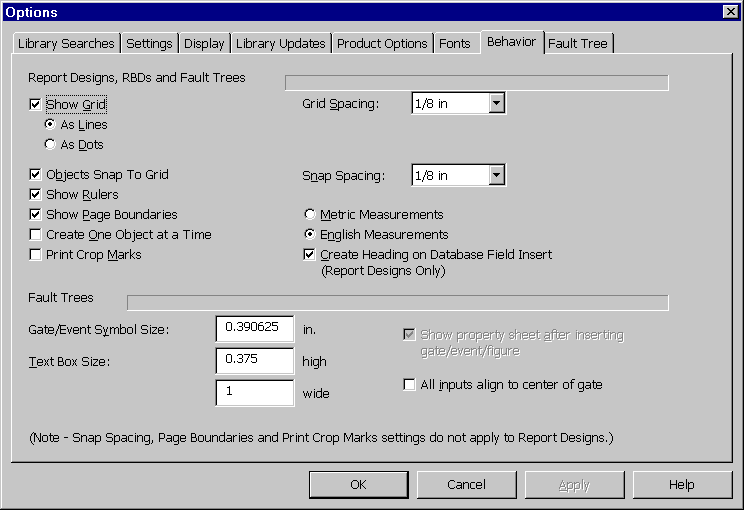 Options
Library Searches Settings Display Library Updates Product Options Fonts Behavior Fault Tree
Report Designs, RBDs and Fault Trees
Show Grid Grid Spacing: 1/8 in
As Lines
As Dots
Objects Snap To Grid Snap Spacing: 1/8 in
Show Rulers
Show Page Boundaries Metric Measurements
Create One Object at a Time English Measurements
Print Crop Marks Create Heading on Database Field Insert
(Report Designs Only)
Fault Trees
Gate/Event Symbol Size: 0.390625 in. Show property sheet after inserting
gate/event/figure
Text Box Size: 0.375 high
1 wide All inputs align to center of gate
(Note - Snap Spacing, Page Boundaries and Print Crop Marks settings do not apply to Report Designs.)
OK Cancel Apply Help